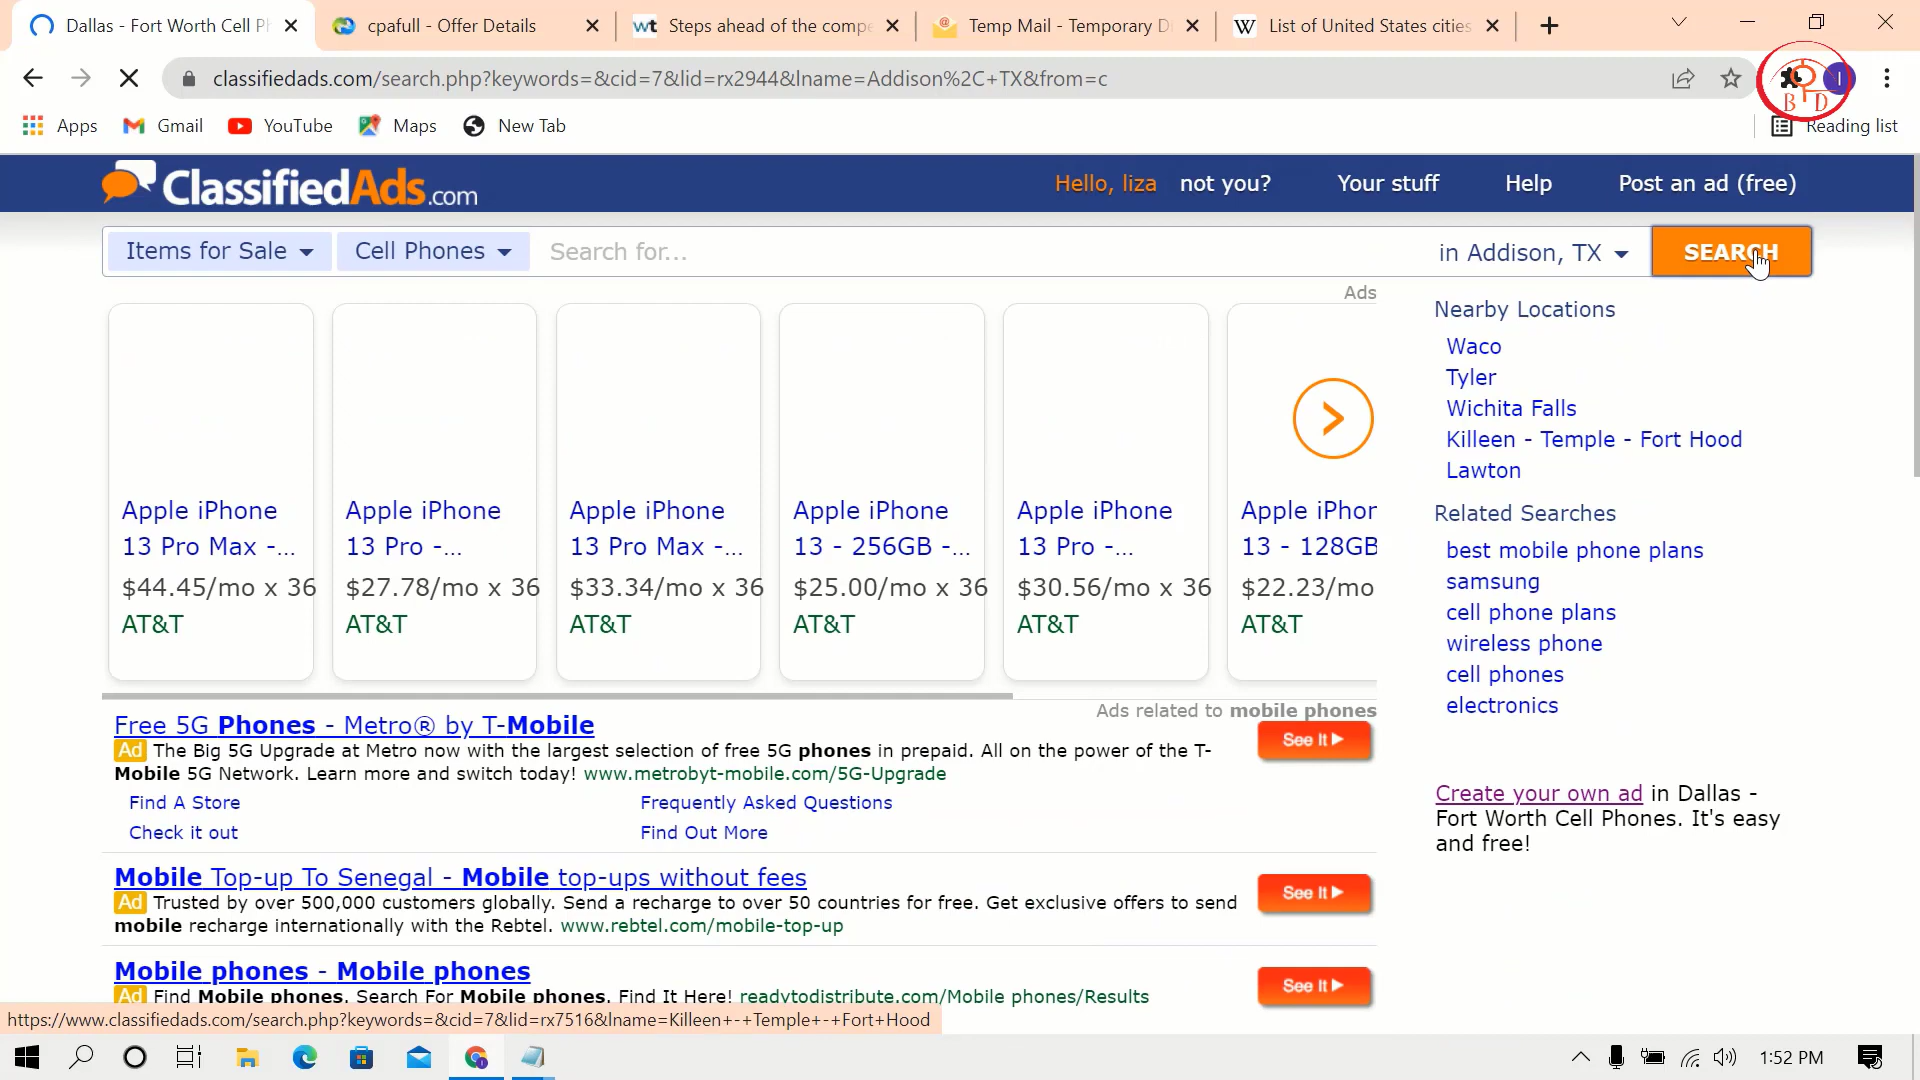 Dallas - Fort Worth Cell Ph
cpafull - Offer Details
wt Steps ahead of the compe
Temp Mail - Temporary Di
W List of United States cities
classifiedads.com/search.php?keywords=&cid=7&lid=rx2944&lname=Addison%2C+TX&from=c
I
B D
Apps
Gmail
YouTube
Maps
New Tab
Reading list
ClassifiedAds.com
Hello, liza not you?
Your stuff
Help
Post an ad (free)
Items for Sale
Cell Phones
Search for...
in Addison, TX
SEARCH
Ads
Apple iPhone
13 Pro Max -...
$44.45/mo x 36
AT&T
Apple iPhone
13 Pro -...
$27.78/mo x 36
AT&T
Apple iPhone
13 Pro Max -...
$33.34/mo x 36
AT&T
Apple iPhone
13 - 256GB -...
$25.00/mo x 36
AT&T
Apple iPhone
13 Pro -...
$30.56/mo x 36
AT&T
Apple iPhor
13 - 128GB
$22.23/mo
AT&T
Nearby Locations
Waco
Tyler
Wichita Falls
Killeen - Temple - Fort Hood
Lawton
Related Searches
best mobile phone plans
samsung
cell phone plans
wireless phone
cell phones
electronics
Create your own ad in Dallas -
Fort Worth Cell Phones. It's easy
and free!
Ads related to mobile phones
Free 5G Phones - Metro® by T-Mobile
Ad The Big 5G Upgrade at Metro now with the largest selection of free 5G phones in prepaid. All on the power of the T-
Mobile 5G Network. Learn more and switch today! www.metrobyt-mobile.com/5G-Upgrade
See It
Find A Store
Frequently Asked Questions
Check it out
Find Out More
Mobile Top-up To Senegal - Mobile top-ups without fees
Ad Trusted by over 500,000 customers globally. Send a recharge to over 50 countries for free. Get exclusive offers to send
mobile recharge internationally with the Rebtel. www.rebtel.com/mobile-top-up
See It
Mobile phones - Mobile phones
Ad Find Mobile phones. Search For Mobile phones. Find It Here! readytodistribute.com/Mobile phones/Results
See It
https://www.classifiedads.com/search.php?keywords=&cid=7&lid=rx7516&lname=Killeen+-+Temple+-+Fort+Hood
1:52 PM